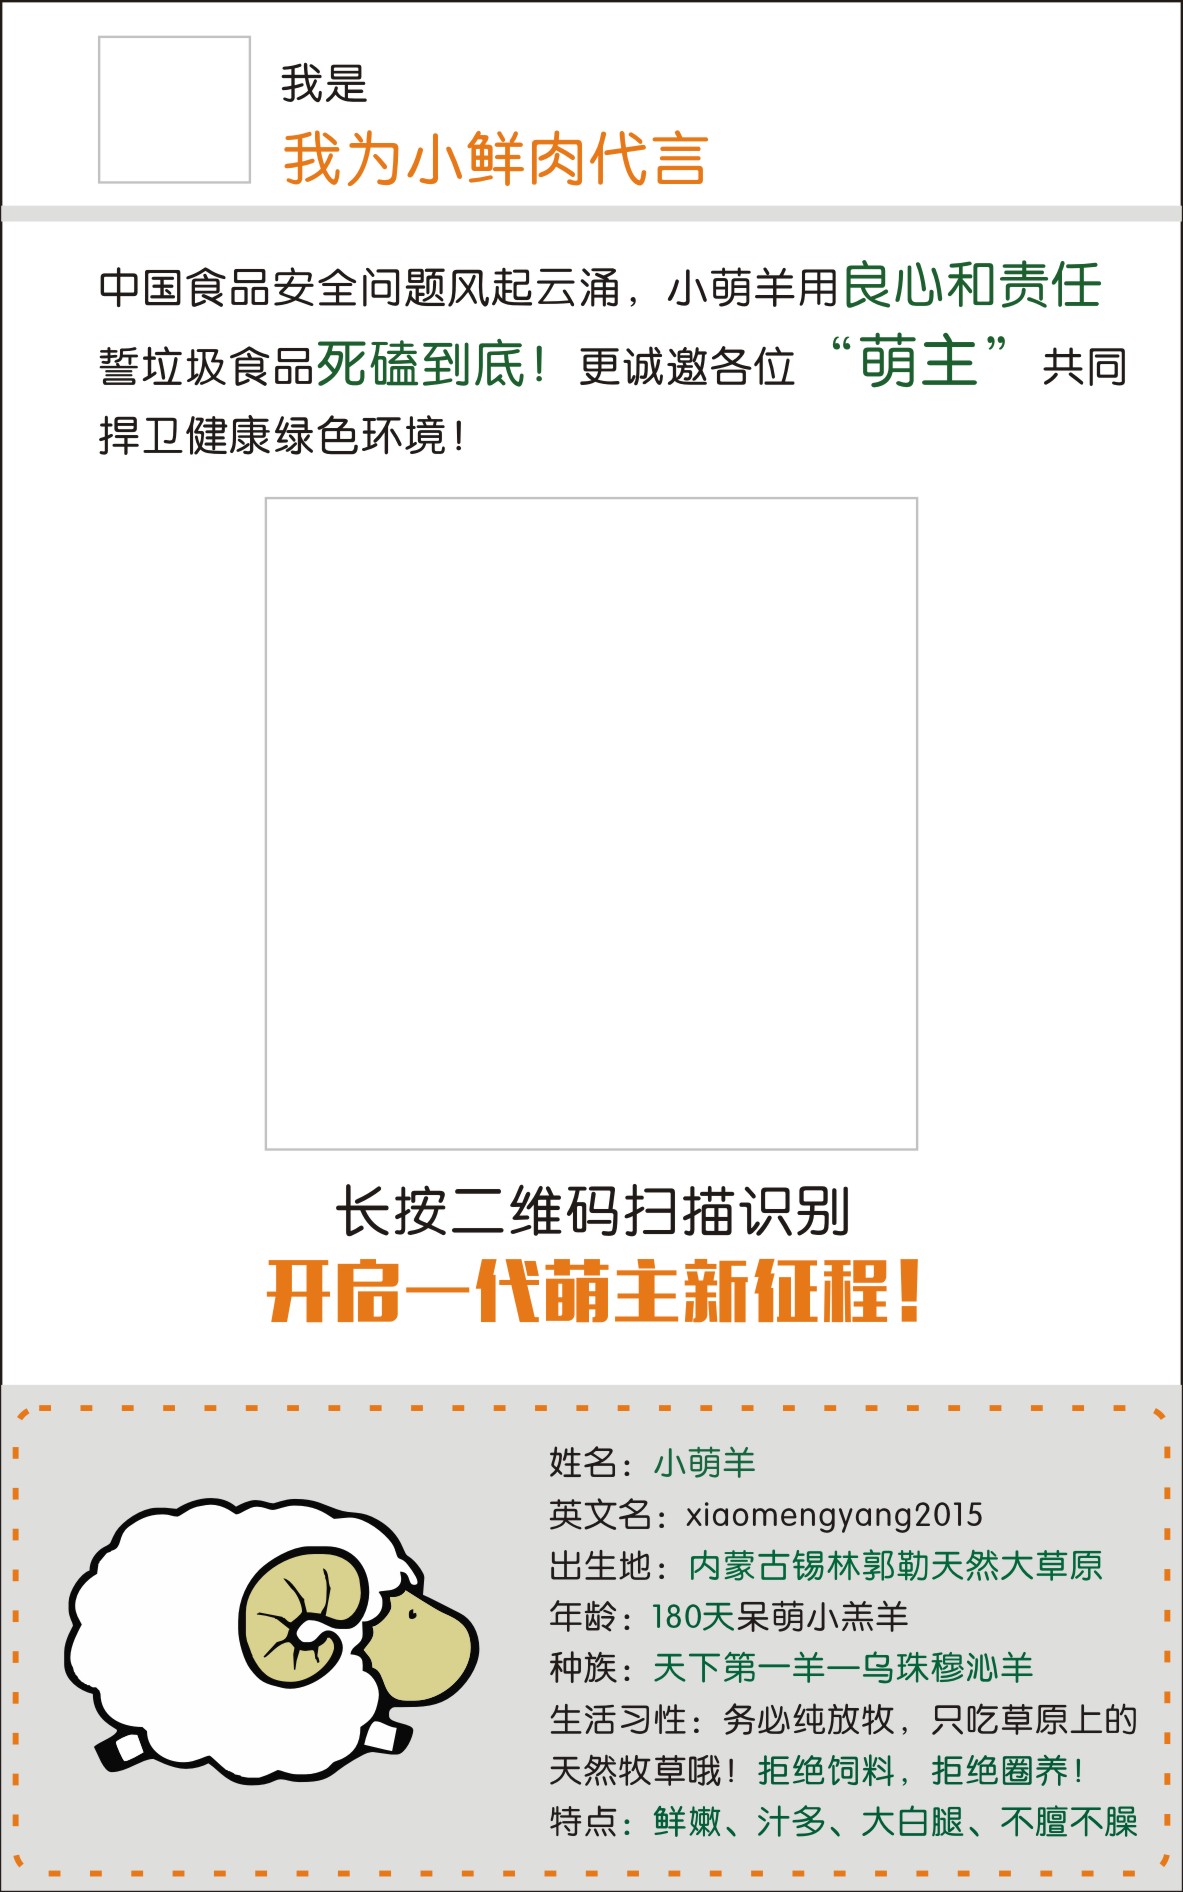 我是
我为小鲜肉代言
中国食品安全问题风起云涌，小萌羊用良心和责任
誓垃圾食品死磕到底！更诚邀各位“萌主”共同
捍卫健康绿色环境！
长按二维码扫描识别
开启一代萌主新征程！
姓名：小萌羊
英文名：xiaomengyang2015
出生地：内蒙古锡林郭勒天然大草原
年龄：180天呆萌小羔羊
种族：天下第一羊—乌珠穆沁羊
生活习性：务必纯放牧，只吃草原上的
天然牧草哦！拒绝饲料，拒绝圈养！
特点：鲜嫩、汁多、大白腿、不膻不臊